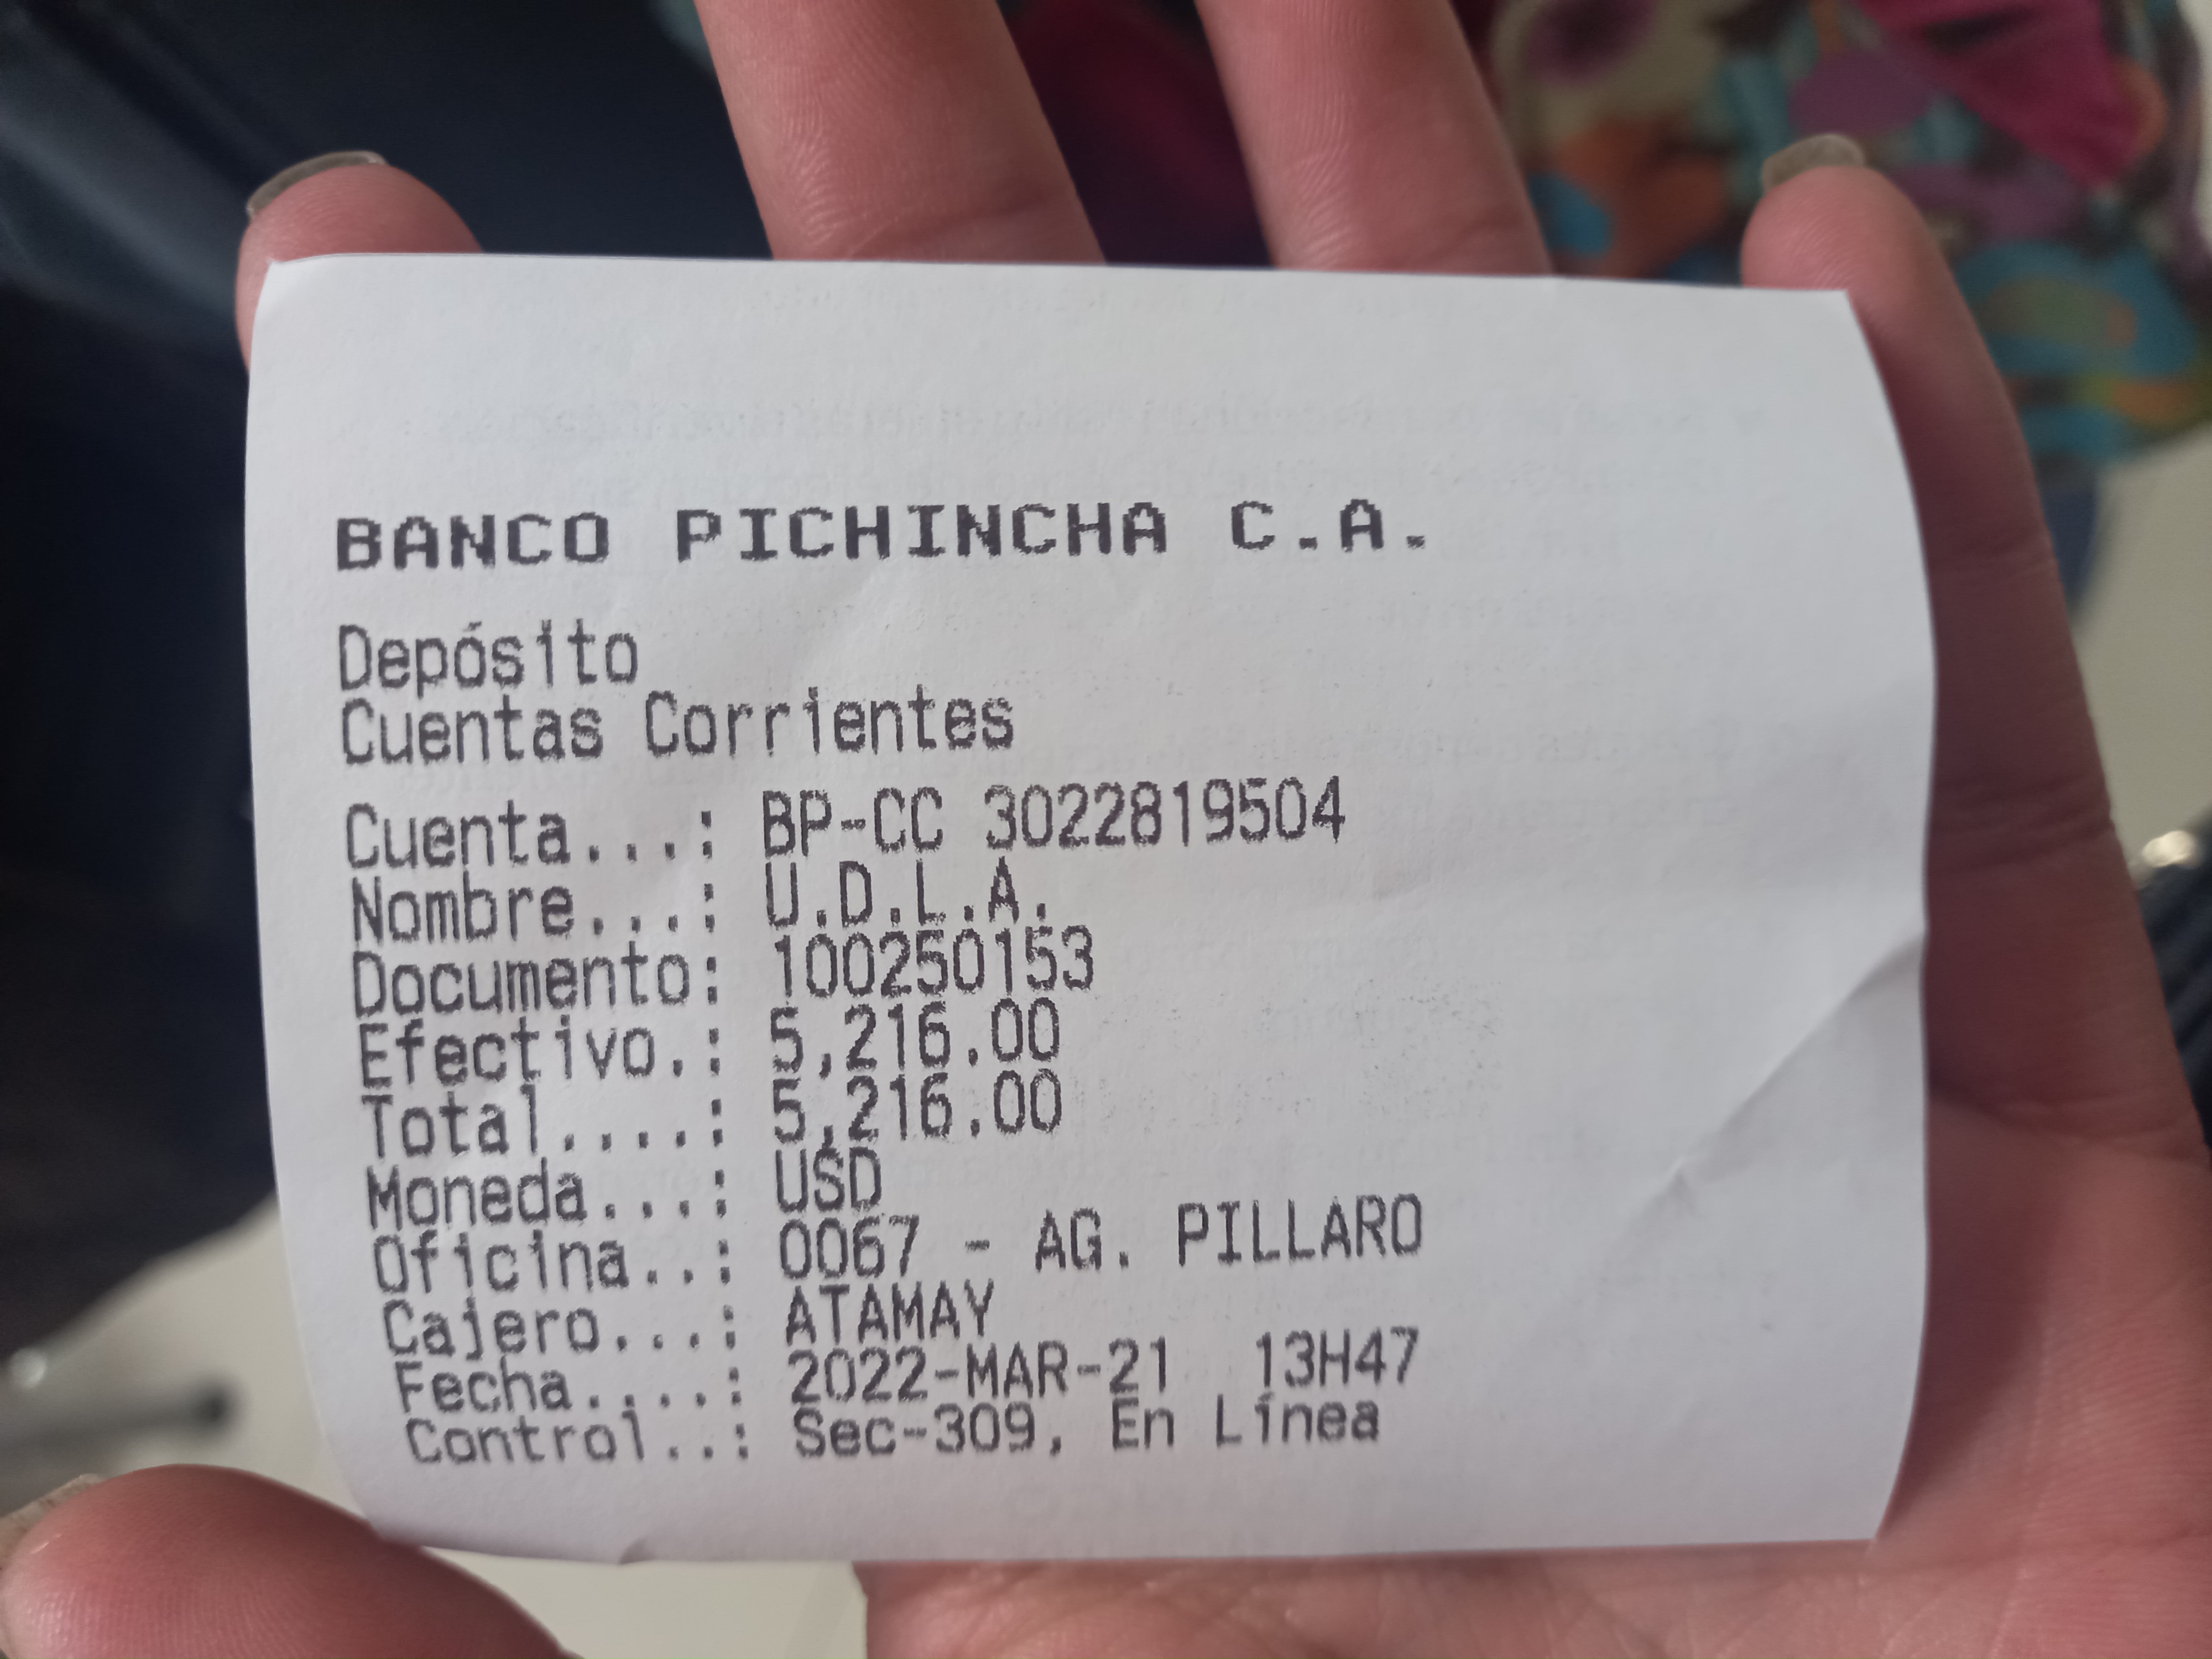 BANCO PICHINCHA C.A.
Depósito
Cuentas Corrientes
Cuenta...: BP-CC 3022819504
Nombre...: U.D.L.A.
Documento: 100250153
Efectivo.: 5,216.00
Total....: 5,216.00
Moneda...: USD
Oficina..: 0067 - AG. PILLARO
Cajero...: ATAMAY
Fecha....: 2022-MAR-21 13H47
Control..: Sec-309, En Línea